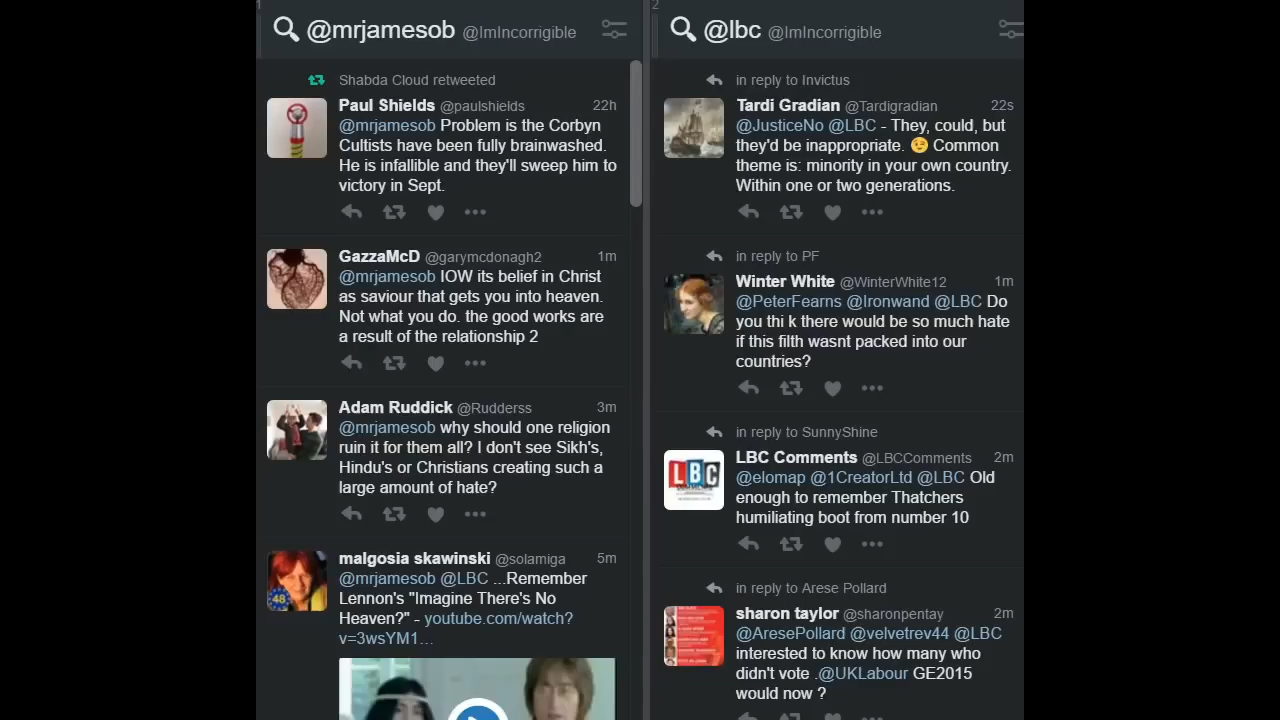 1
@mrjamesob @ImIncorrigible
Shabda Cloud retweeted
Paul Shields @paulshields 22h
@mrjamesob Problem is the Corbyn
Cultists have been fully brainwashed.
He is infallible and they'll sweep him to
victory in Sept.
GazzaMcD @garymcdonagh2 1m
@mrjamesob IOW its belief in Christ
as saviour that gets you into heaven.
Not what you do. the good works are
a result of the relationship 2
Adam Ruddick @Rudderss 3m
@mrjamesob why should one religion
ruin it for them all? I don't see Sikh's,
Hindu's or Christians creating such a
large amount of hate?
malgosia skawinski @solamiga 5m
@mrjamesob @LBC ...Remember
Lennon's "Imagine There's No
Heaven?" - youtube.com/watch?
v=3wsYM1...
48
2
@lbc @ImIncorrigible
in reply to Invictus
Tardi Gradian @Tardigradian 22s
@JusticeNo @LBC - They, could, but
they'd be inappropriate. 😉 Common
theme is: minority in your own country.
Within one or two generations.
in reply to PF
Winter White @WinterWhite12 1m
@PeterFearns @Ironwand @LBC Do
you thi k there would be so much hate
if this filth wasnt packed into our
countries?
in reply to SunnyShine
LBC Comments @LBCComments 2m
@elomap @1CreatorLtd @LBC Old
enough to remember Thatchers
humiliating boot from number 10
LBC
in reply to Arese Pollard
sharon taylor @sharonpentay 2m
@AresePollard @velvetrev44 @LBC
interested to know how many who
didn't vote .@UKLabour GE2015
would now ?